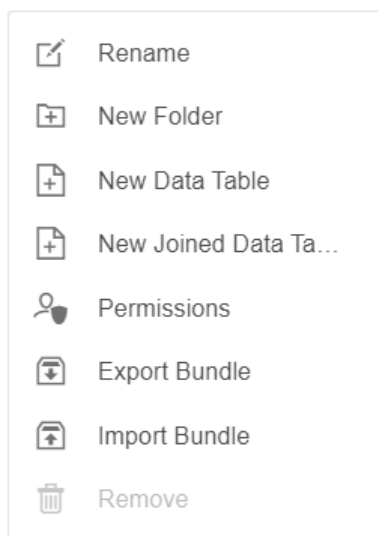 Rename
New Folder
New Data Table
New Joined Data Ta...
Permissions
Export Bundle
Import Bundle
Remove